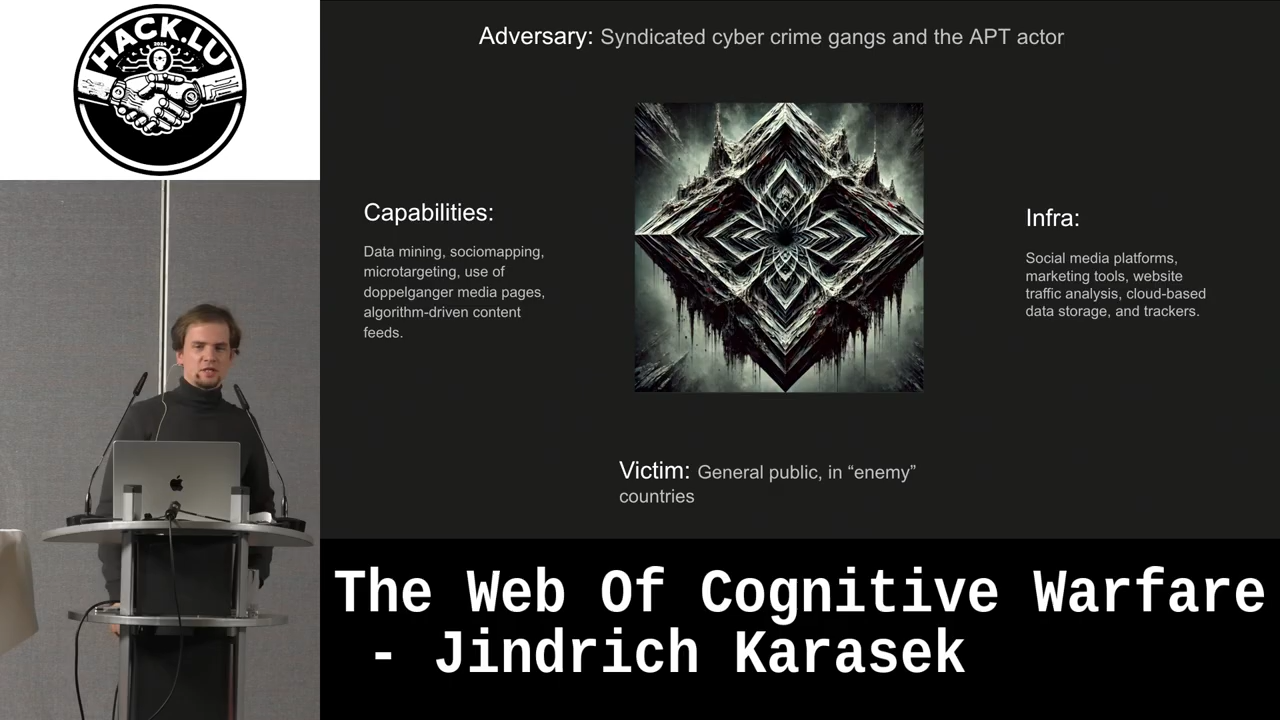 HACK.LU
2024
Adversary: Syndicated cyber crime gangs and the APT actor
Capabilities:
Data mining, sociomapping,
microtargeting, use of
doppelganger media pages,
algorithm-driven content
feeds.
Infra:
Social media platforms,
marketing tools, website
traffic analysis, cloud-based
data storage, and trackers.
Victim: General public, in “enemy”
countries
The Web Of Cognitive Warfare
- Jindrich Karasek